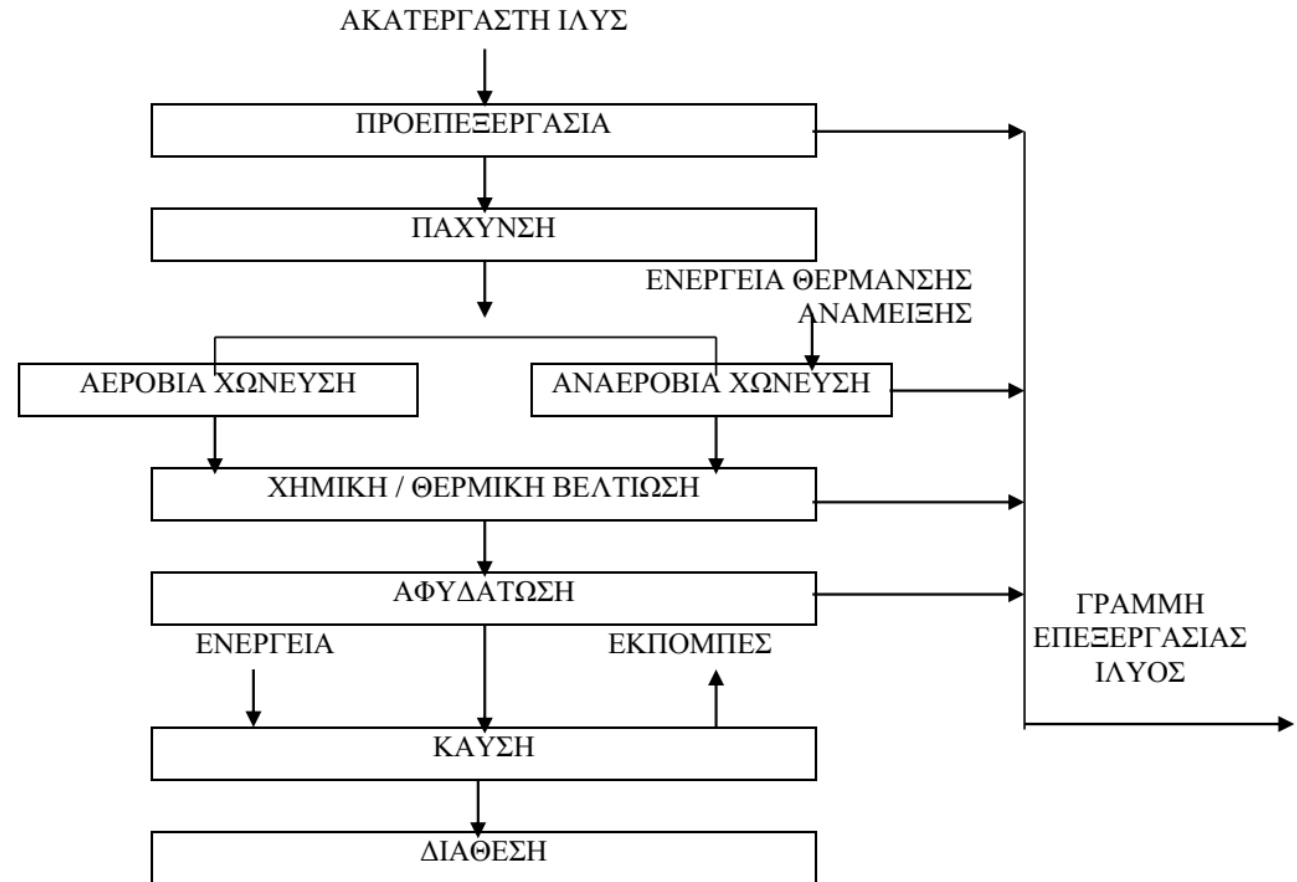 ΑΚΑΤΕΡΓΑΣΤΗ ΙΛΥΣ
ΠΡΟΕΠΕΞΕΡΓΑΣΙΑ
ΠΑΧΥΝΣΗ
ΕΝΕΡΓΕΙΑ ΘΕΡΜΑΝΣΗΣ
ΑΝΑΜΕΙΞΗΣ
ΑΕΡΟΒΙΑ ΧΩΝΕΥΣΗ
ΑΝΑΕΡΟΒΙΑ ΧΩΝΕΥΣΗ
ΧΗΜΙΚΗ / ΘΕΡΜΙΚΗ ΒΕΛΤΙΩΣΗ
ΑΦΥΔΑΤΩΣΗ
ΕΝΕΡΓΕΙΑ
ΕΚΠΟΜΠΕΣ
ΓΡΑΜΜΗ
ΕΠΕΞΕΡΓΑΣΙΑΣ
ΙΛΥΟΣ
ΚΑΥΣΗ
ΔΙΑΘΕΣΗ